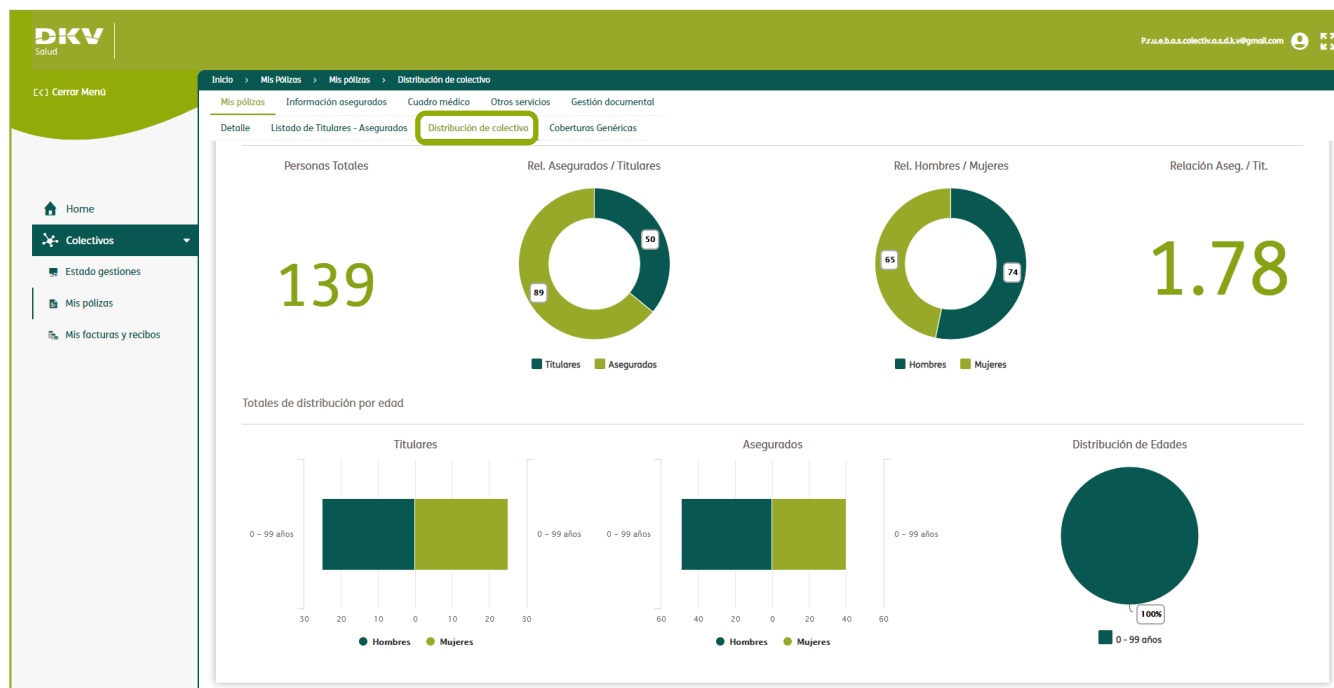 DKV
Salud
P.r.u.e.b.a.s.colectiv.o.s.d.k.v@gmail.com
[<] Cerrar Menú
Inicio > Mis Pólizas > Mis pólizas > Distribución de colectivo
Mis pólizas Información asegurados Cuadro médico Otros servicios Gestión documental
Detalle Listado de Titulares - Asegurados Distribución de colectivo Coberturas Genéricas
Home
Colectivos
Estado gestiones
Mis pólizas
Mis facturas y recibos
Personas Totales
139
Rel. Asegurados / Titulares
50
89
Titulares Asegurados
Rel. Hombres / Mujeres
65
74
Hombres Mujeres
Relación Aseg. / Tit.
1.78
Totales de distribución por edad
Titulares
0 - 99 años 0 - 99 años
30 20 10 0 10 20 30
Hombres Mujeres
Asegurados
0 - 99 años 0 - 99 años
60 40 20 0 20 40 60
Hombres Mujeres
Distribución de Edades
100%
0 - 99 años